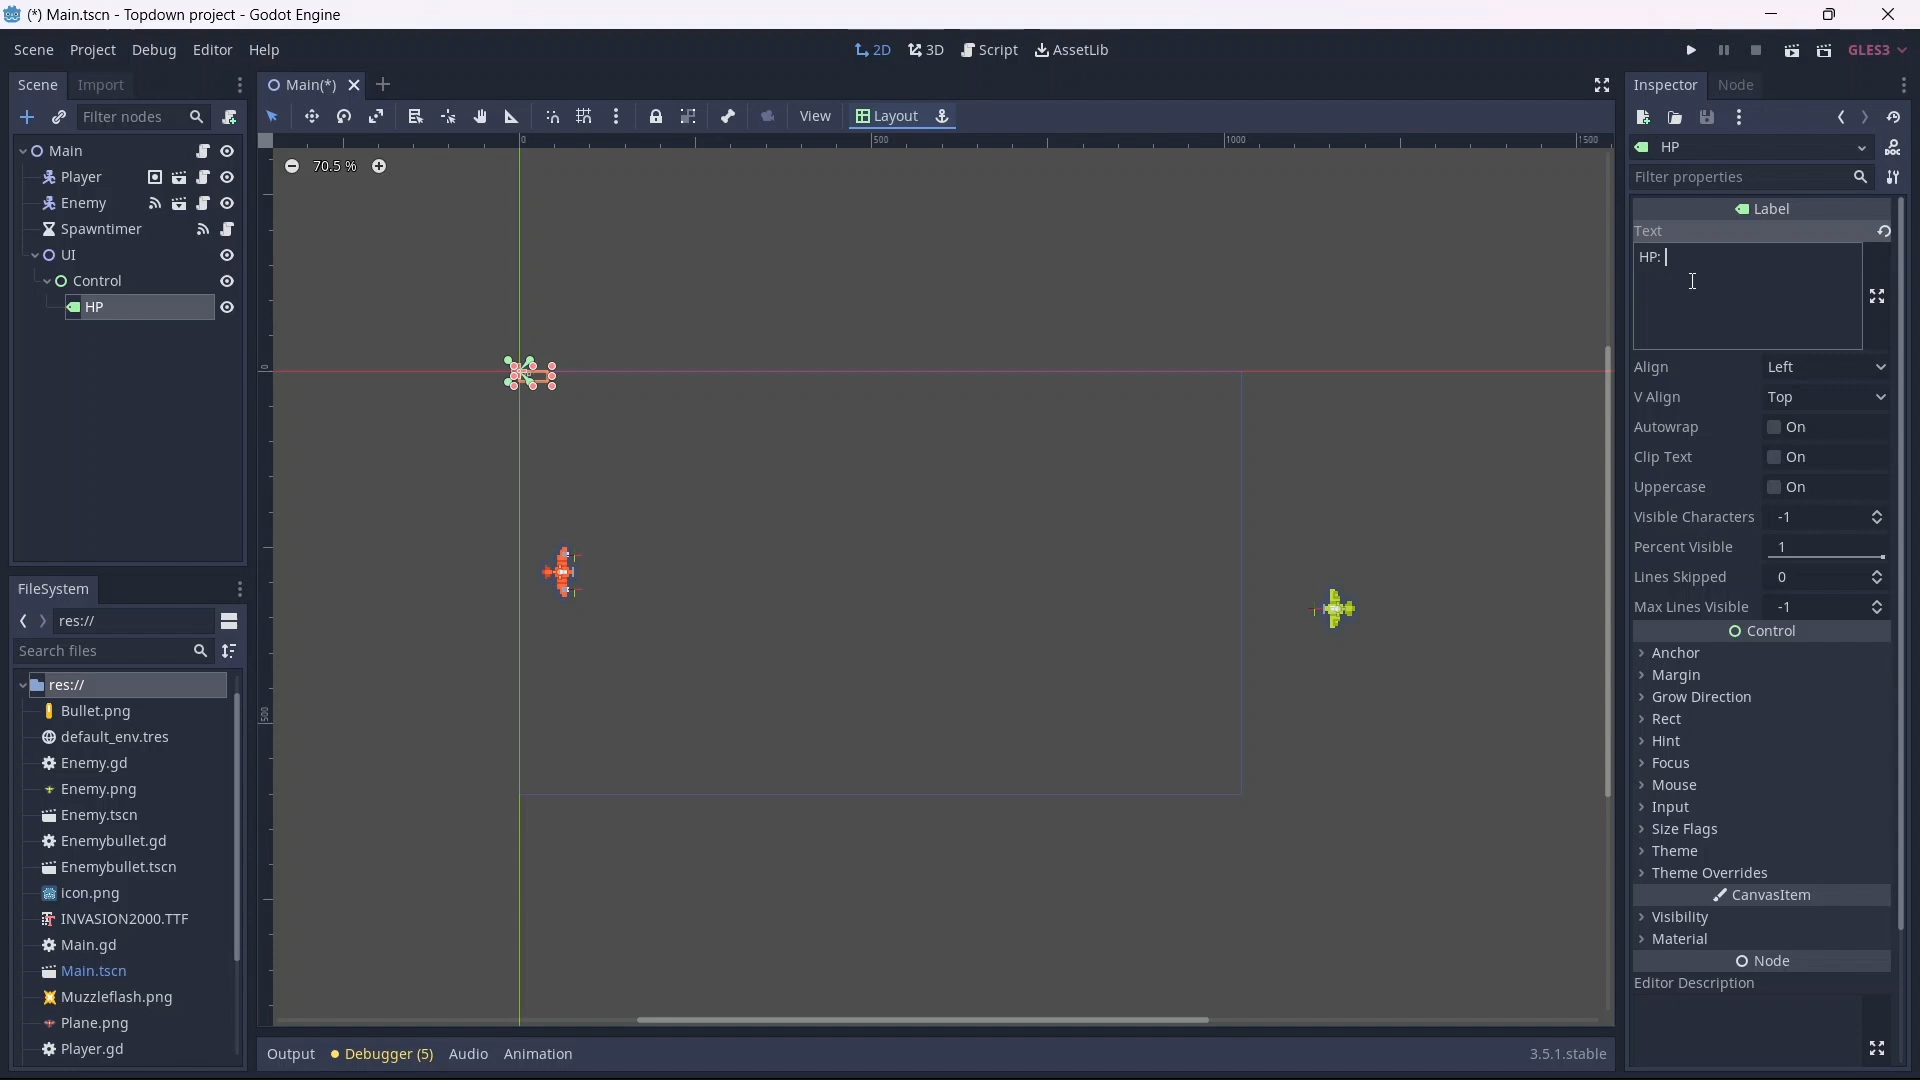 (*) Main.tscn - Topdown project - Godot Engine
Scene Project Debug Editor Help
2D 3D Script AssetLib
GLES3
Scene Import
Main(*)
Inspector Node
Filter nodes
View Layout
70.5 %
0 500 1000 1500
0
500
Main
Player
Enemy
Spawntimer
UI
Control
HP
FileSystem
res://
Search files
res://
Bullet.png
default_env.tres
Enemy.gd
Enemy.png
Enemy.tscn
Enemybullet.gd
Enemybullet.tscn
icon.png
INVASION2000.TTF
Main.gd
Main.tscn
Muzzleflash.png
Plane.png
Player.gd
Output Debugger (5) Audio Animation
3.5.1.stable
HP
Filter properties
Label
Text
HP:
Align Left
V Align Top
Autowrap On
Clip Text On
Uppercase On
Visible Characters -1
Percent Visible 1
Lines Skipped 0
Max Lines Visible -1
Control
Anchor
Margin
Grow Direction
Rect
Hint
Focus
Mouse
Input
Size Flags
Theme
Theme Overrides
CanvasItem
Visibility
Material
Node
Editor Description